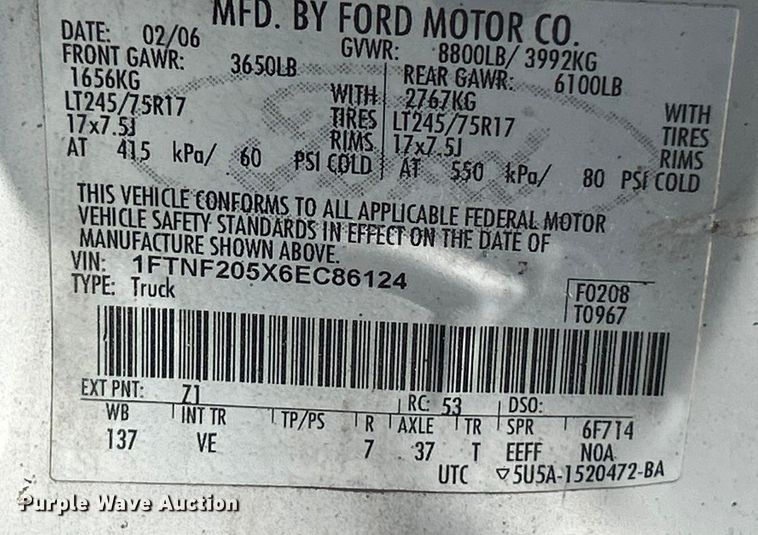 MFD. BY FORD MOTOR CO.
DATE: 02/06 GVWR: 8800LB/ 3992KG
FRONT GAWR: 3650LB REAR GAWR: 6100LB
1656KG WITH 2767KG WITH
LT245/75R17 TIRES LT245/75R17 TIRES
17x7.5J RIMS 17x7.5J RIMS
AT 415 kPa/ 60 PSI COLD AT 550 kPa/ 80 PSI COLD
THIS VEHICLE CONFORMS TO ALL APPLICABLE FEDERAL MOTOR
VEHICLE SAFETY STANDARDS IN EFFECT ON THE DATE OF
MANUFACTURE SHOWN ABOVE.
VIN: 1FTNF205X6EC86124
TYPE: Truck
F0208
T0967
EXT PNT: Z1 RC: 53 DSO:
WB INT TR TP/PS R AXLE TR SPR 6F714
137 VE 7 37 T EEFF NOA
UTC ▽5U5A-1520472-BA
Purple Wave Auction